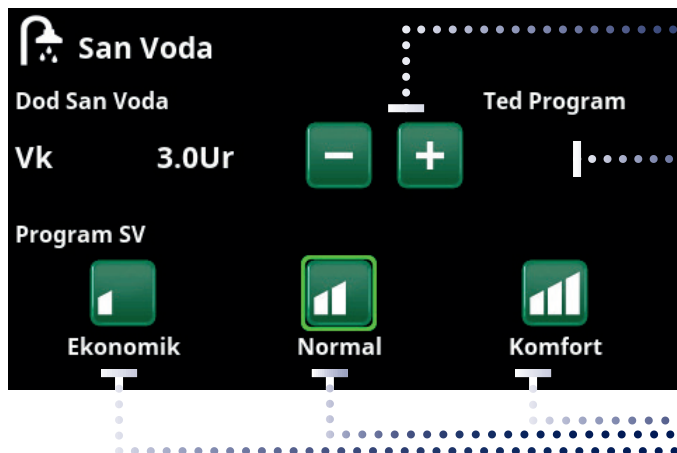 San Voda
Dod San Voda
Ted Program
Vk 3.0Ur
Program SV
Ekonomik Normal Komfort